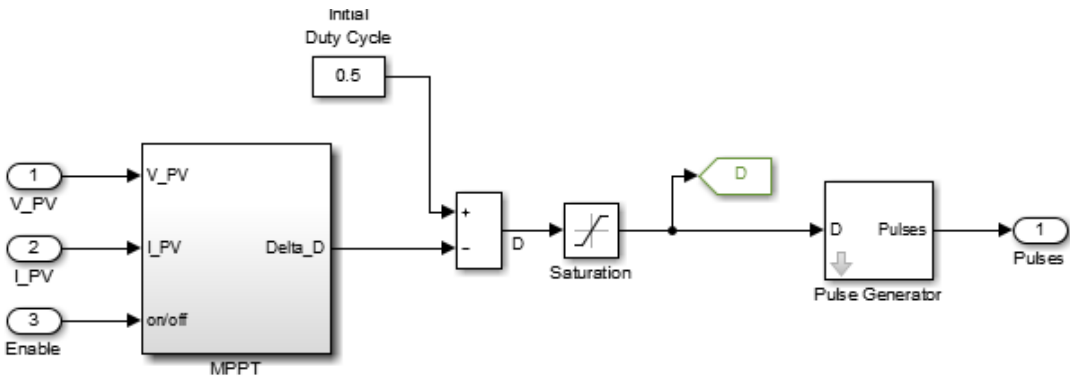 Initial
Duty Cycle
0.5
1
V_PV
2
I_PV
3
Enable
V_PV
I_PV
on/off
Delta_D
MPPT
+
−
D
Saturation
D
D
Pulses
Pulse Generator
1
Pulses